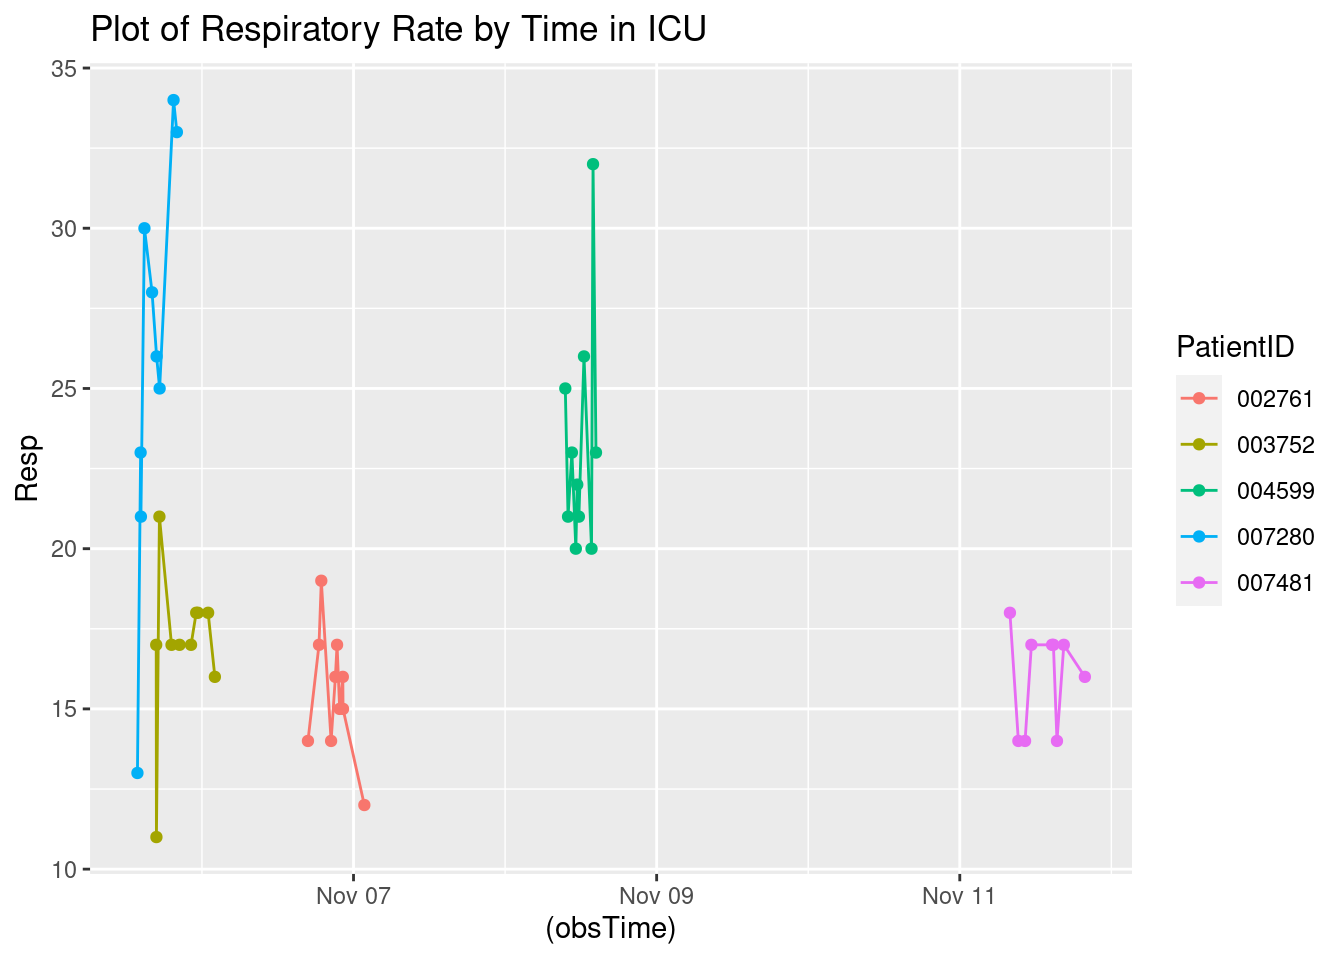 Plot of Respiratory Rate by Time in ICU
35
30
25
20
15
10
Resp
Nov 07
Nov 09
Nov 11
(obsTime)
PatientID
002761
003752
004599
007280
007481